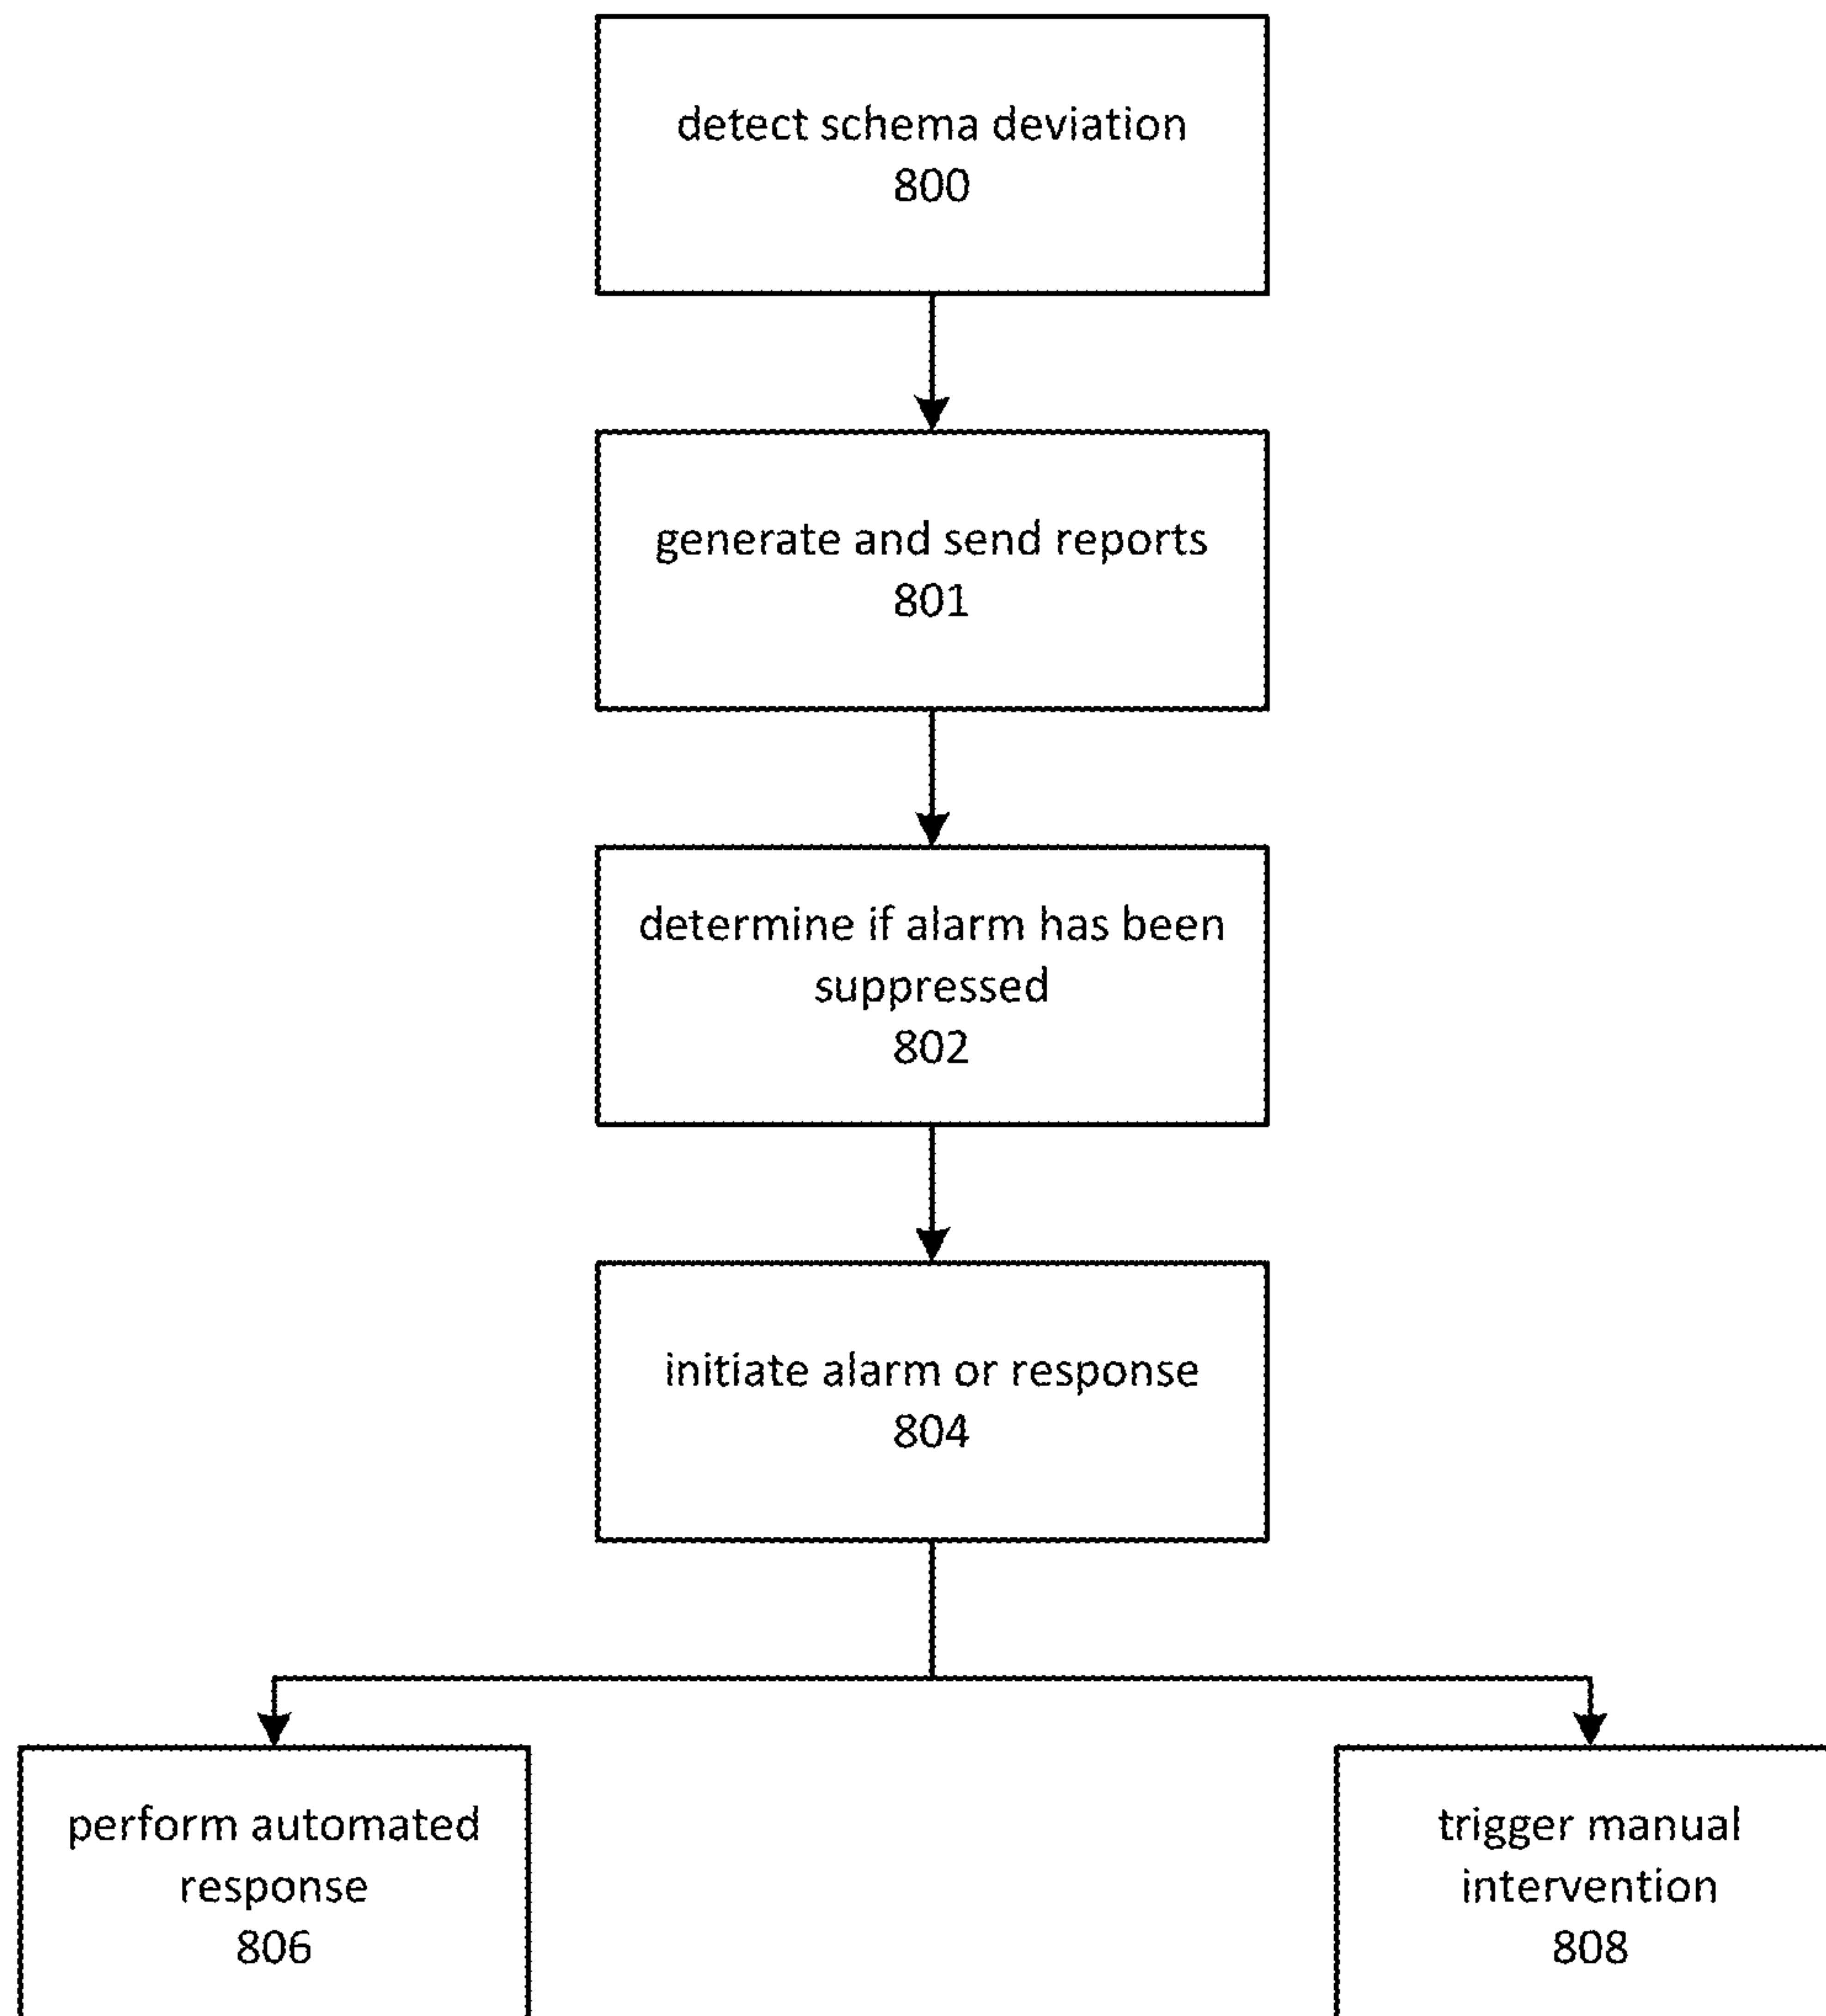 detect schema deviation
800
generate and send reports
801
determine if alarm has been
suppressed
802
initiate alarm or response
804
perform automated
response
806
trigger manual
intervention
808